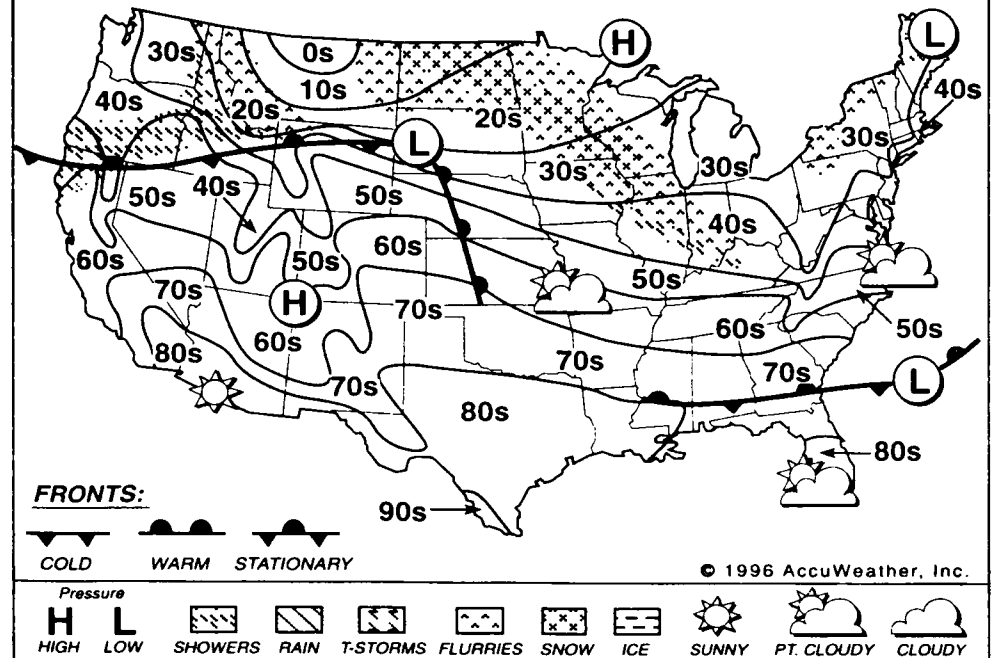 H
L
30s
0s
10s
40s
40s
20s
20s
30s
L
30s
30s
50s
40s
50s
40s
60s
60s
50s
50s
70s
H
70s
60s
50s
80s
60s
70s
70s
70s
L
80s
80s
90s
FRONTS:
COLD WARM STATIONARY
© 1996 AccuWeather, Inc.
Pressure
H L
HIGH LOW SHOWERS RAIN T-STORMS FLURRIES SNOW ICE SUNNY PT. CLOUDY CLOUDY